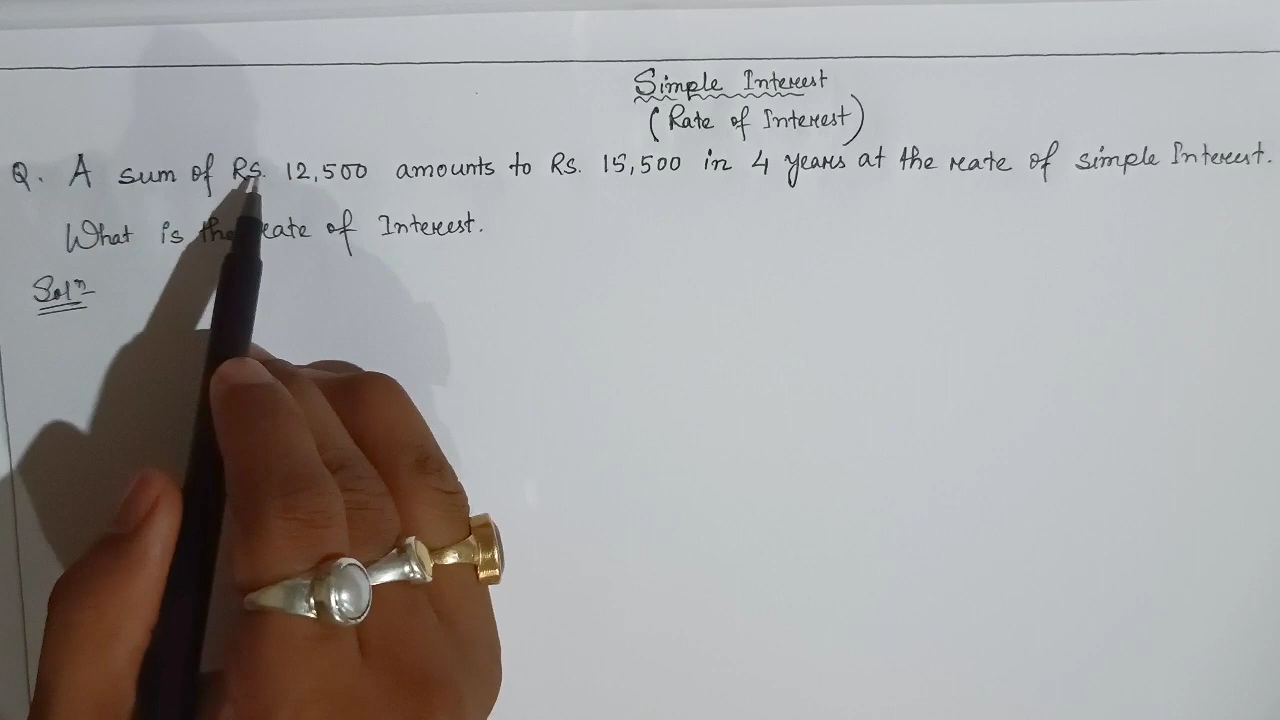 Simple Interest
(Rate of Interest)
Q. A sum of Rs. 12,500 amounts to Rs. 15,500 in 4 years at the rate of simple Interest.
What is the rate of Interest.
Solⁿ